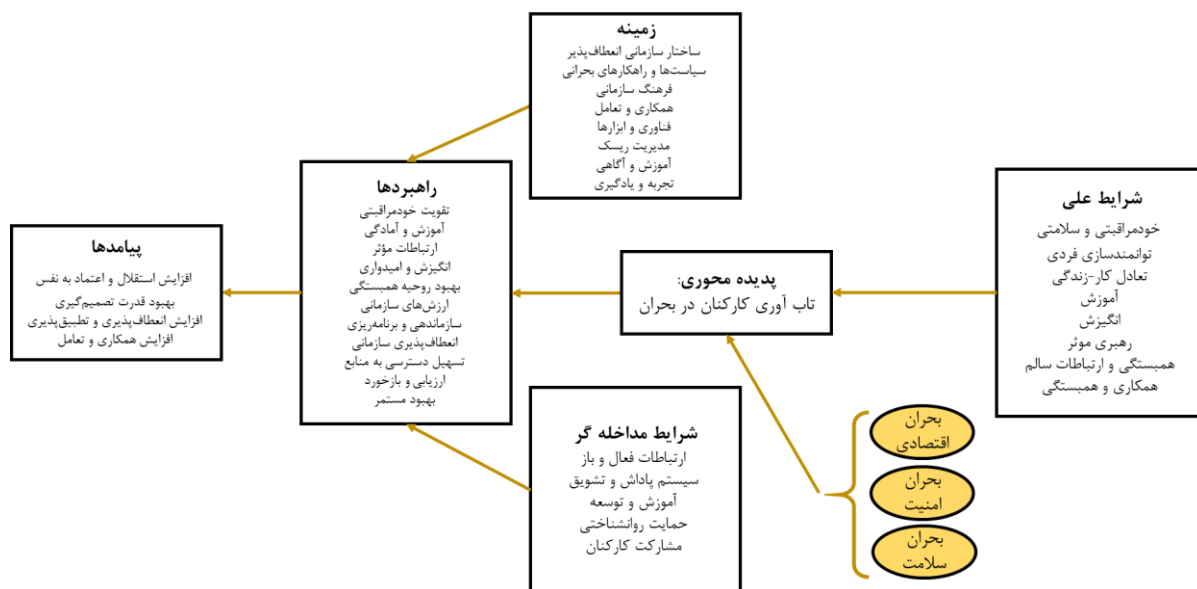 زمینه
ساختار سازمانی انعطاف‌پذیر
سیاست‌ها و راهکارهای بحرانی
فرهنگ سازمانی
همکاری و تعامل
فناوری و ابزارها
مدیریت ریسک
آموزش و آگاهی
تجربه و یادگیری
شرایط علی
خودمراقبتی و سلامتی
توانمندسازی فردی
تعادل کار-زندگی
آموزش
انگیزش
رهبری موثر
همبستگی و ارتباطات سالم
همکاری و همبستگی
پدیده محوری:
تاب آوری کارکنان در بحران
راهبردها
تقویت خودمراقبتی
آموزش و آمادگی
ارتباطات مؤثر
انگیزش و امیدواری
بهبود روحیه همبستگی
ارزش‌های سازمانی
سازماندهی و برنامه‌ریزی
انعطاف‌پذیری سازمانی
تسهیل دسترسی به منابع
ارزیابی و بازخورد
بهبود مستمر
پیامدها
افزایش استقلال و اعتماد به نفس
بهبود قدرت تصمیم‌گیری
افزایش انعطاف‌پذیری و تطبیق‌پذیری
افزایش همکاری و تعامل
شرایط مداخله گر
ارتباطات فعال و باز
سیستم پاداش و تشویق
آموزش و توسعه
حمایت روانشناختی
مشارکت کارکنان
بحران
اقتصادی
بحران
امنیت
بحران
سلامت